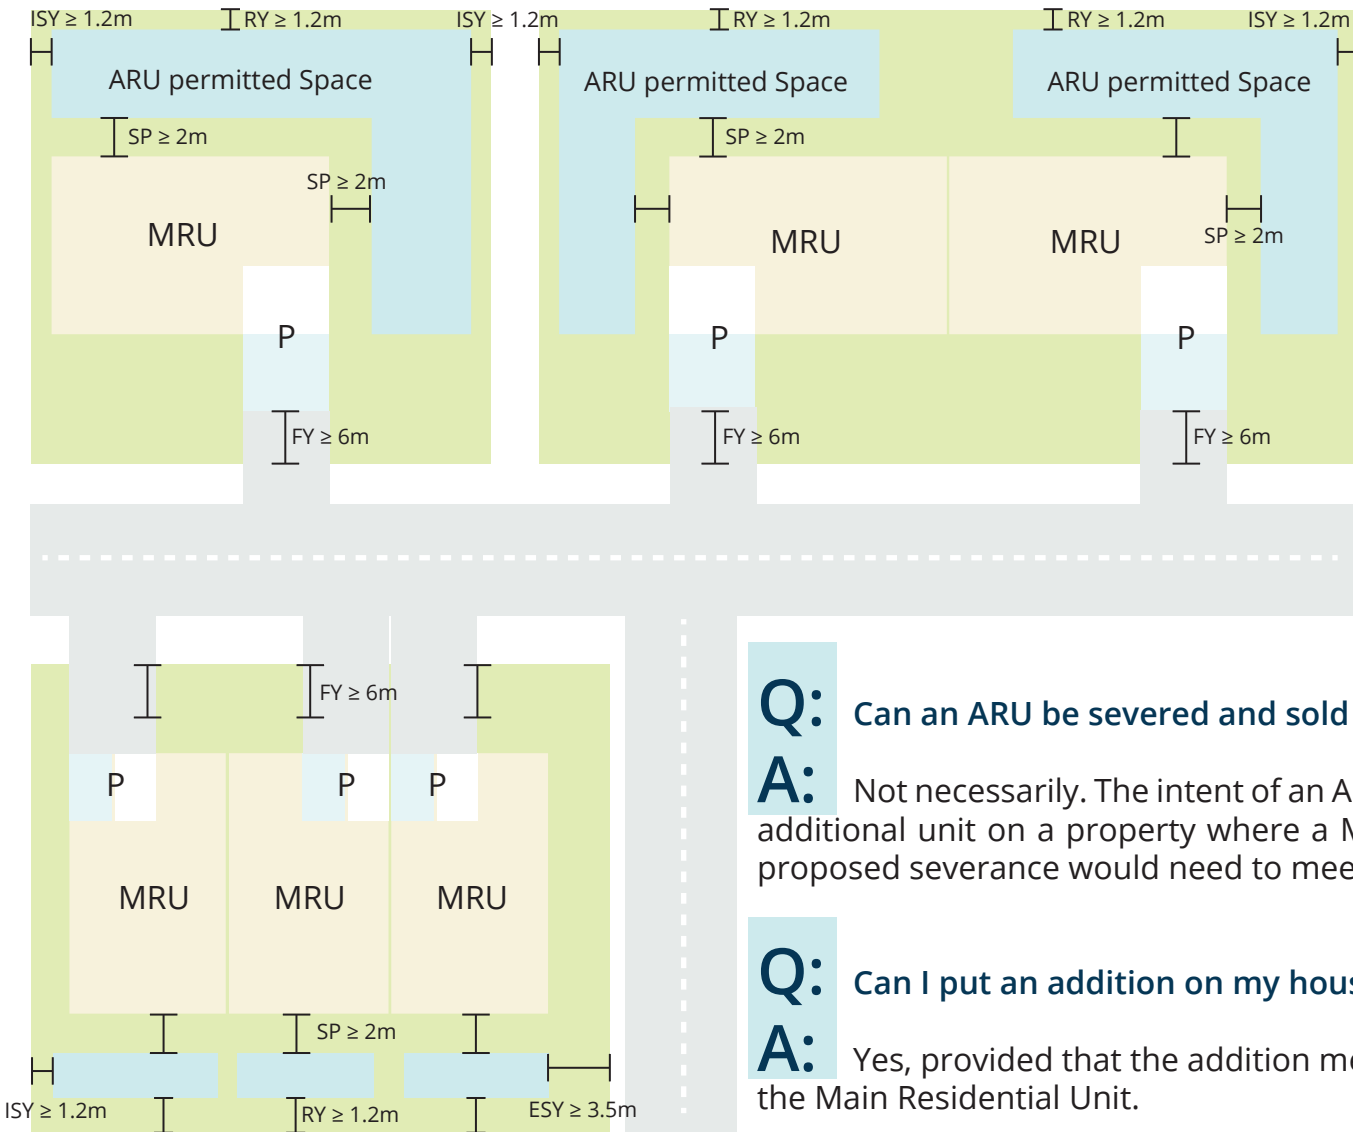 ISY ≥ 1.2m RY ≥ 1.2m ISY ≥ 1.2m RY ≥ 1.2m RY ≥ 1.2m ISY ≥ 1.2m
ARU permitted Space ARU permitted Space ARU permitted Space
SP ≥ 2m SP ≥ 2m
SP ≥ 2m
MRU MRU MRU SP ≥ 2m
P P P
FY ≥ 6m FY ≥ 6m FY ≥ 6m
FY ≥ 6m
P P P
MRU MRU MRU
SP ≥ 2m
ISY ≥ 1.2m RY ≥ 1.2m ESY ≥ 3.5m
Q: Can an ARU be severed and sold
A: Not necessarily. The intent of an A
additional unit on a property where a M
proposed severance would need to mee
Q: Can I put an addition on my hous
A: Yes, provided that the addition me
the Main Residential Unit.